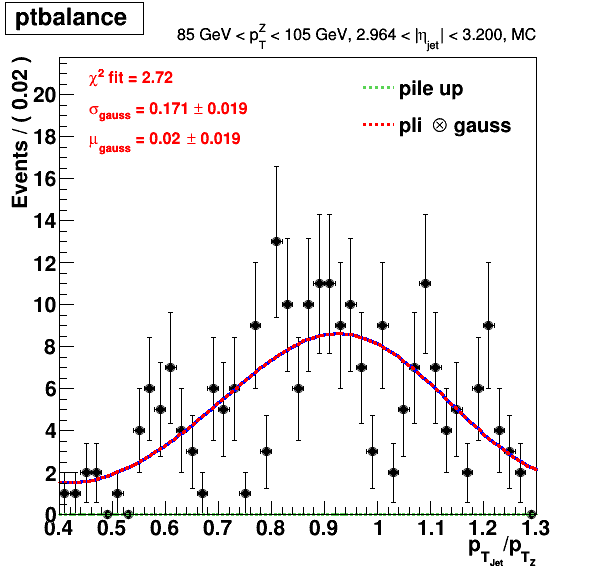 ptbalance
85 GeV < p_T^Z < 105 GeV, 2.964 < |η_jet| < 3.200, MC
Events / ( 0.02 )
χ² fit = 2.72
σ_gauss = 0.171 ± 0.019
μ_gauss = 0.02 ± 0.019
pile up
pli ⊗ gauss
20
18
16
14
12
10
8
6
4
2
0
0.4 0.5 0.6 0.7 0.8 0.9 1 1.1 1.2 1.3
p_T_Jet/p_T_Z